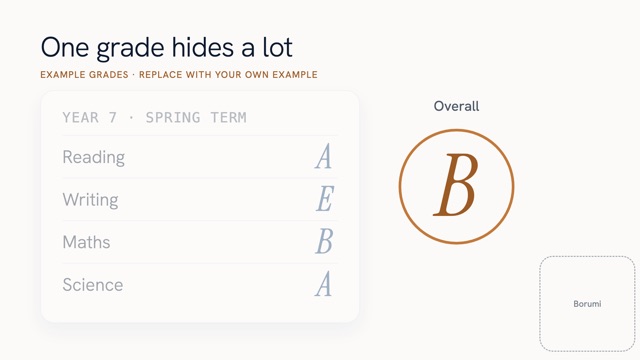 One grade hides a lot
EXAMPLE GRADES · REPLACE WITH YOUR OWN EXAMPLE
YEAR 7 · SPRING TERM
Reading A
Writing E
Maths B
Science A
Overall
B
Borumi